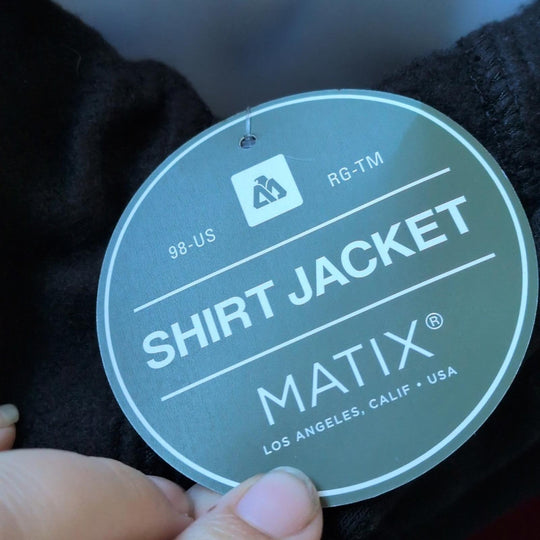 98-US RG-TM
SHIRT JACKET
MATIX®
LOS ANGELES, CALIF • USA